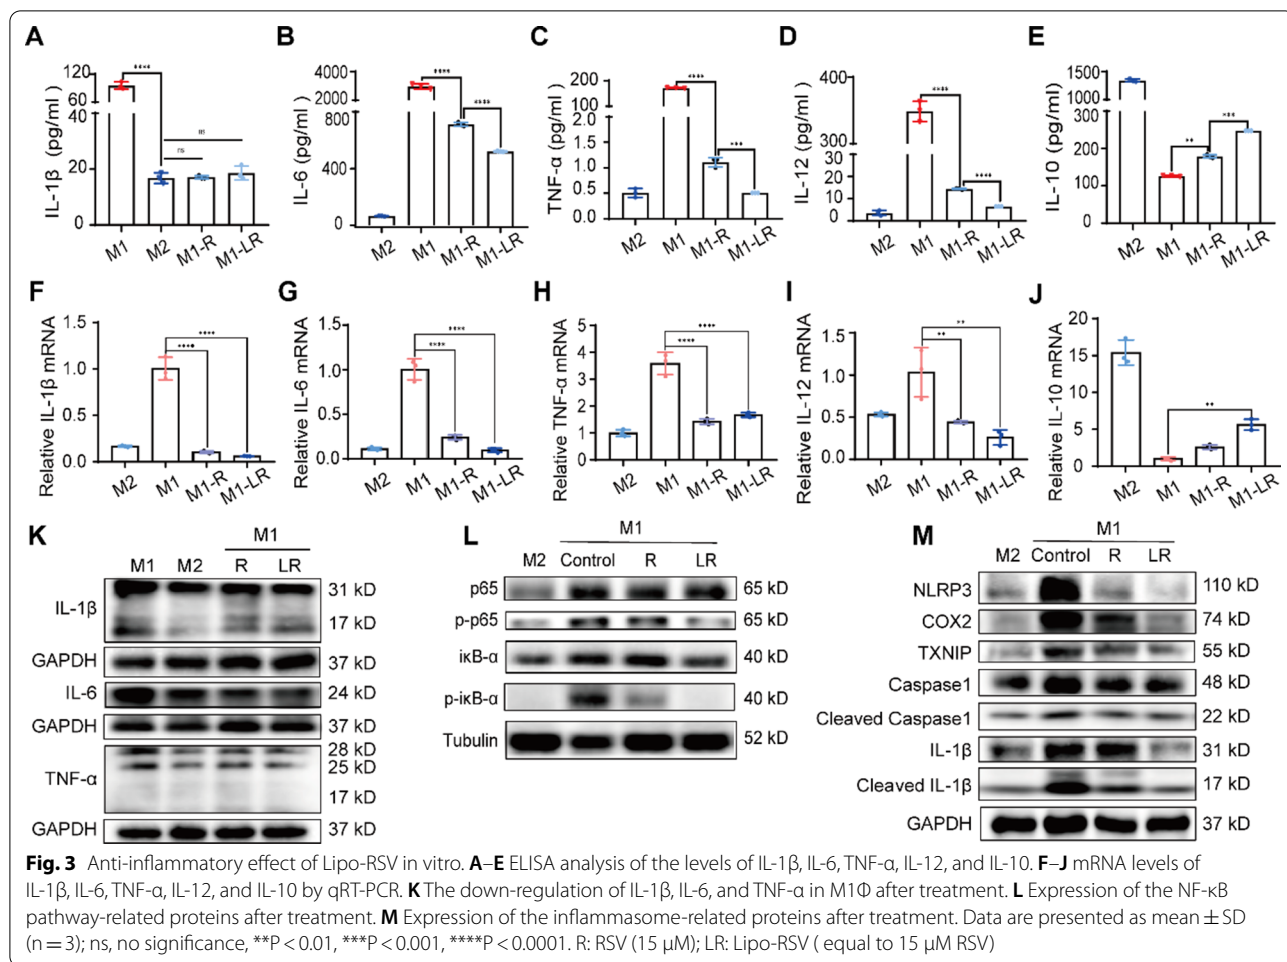 A
IL-1β (pg/ml)
120
60
40
20
0
****
ns
ns
M1
M2
M1-R
M1-LR
B
IL-6 (pg/ml)
4000
2000
800
400
0
****
****
M2
M1
M1-R
M1-LR
C
TNF-α (pg/ml)
200
150
1.5
1.0
0.5
0.0
****
***
M2
M1
M1-R
M1-LR
D
IL-12 (pg/ml)
400
350
20
10
0
****
****
M2
M1
M1-R
M1-LR
E
IL-10 (pg/ml)
1500
1000
300
200
100
**
***
M2
M1
M1-R
M1-LR
F
Relative IL-1β mRNA
1.5
1.0
0.5
0.0
****
****
M2
M1
M1-R
M1-LR
G
Relative IL-6 mRNA
1.5
1.0
0.5
0.0
****
****
M2
M1
M1-R
M1-LR
H
Relative TNF-α mRNA
5
4
3
2
1
0
****
****
M2
M1
M1-R
M1-LR
I
Relative IL-12 mRNA
1.5
1.0
0.5
0.0
**
**
M2
M1
M1-R
M1-LR
J
Relative IL-10 mRNA
20
15
10
5
0
**
M2
M1
M1-R
M1-LR
K
M1
M1 M2 R LR
IL-1β 31 kD
17 kD
GAPDH 37 kD
IL-6 24 kD
GAPDH 37 kD
TNF-α 28 kD
25 kD
17 kD
GAPDH 37 kD
L
M1
M2 Control R LR
p65 65 kD
p-p65 65 kD
iκB-α 40 kD
p-iκB-α 40 kD
Tubulin 52 kD
M
M1
M2 Control R LR
NLRP3 110 kD
COX2 74 kD
TXNIP 55 kD
Caspase1 48 kD
Cleaved Caspase1 22 kD
IL-1β 31 kD
Cleaved IL-1β 17 kD
GAPDH 37 kD
Fig. 3 Anti-inflammatory effect of Lipo-RSV in vitro. A–E ELISA analysis of the levels of IL-1β, IL-6, TNF-α, IL-12, and IL-10. F–J mRNA levels of
IL-1β, IL-6, TNF-α, IL-12, and IL-10 by qRT-PCR. K The down-regulation of IL-1β, IL-6, and TNF-α in M1Φ after treatment. L Expression of the NF-κB
pathway-related proteins after treatment. M Expression of the inflammasome-related proteins after treatment. Data are presented as mean ± SD
(n = 3); ns, no significance, **P < 0.01, ***P < 0.001, ****P < 0.0001. R: RSV (15 μM); LR: Lipo-RSV ( equal to 15 μM RSV)